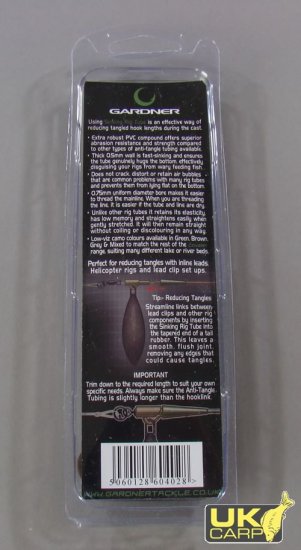 GARDNER
Using Sinking Rig Tube is an effective way of
reducing tangled hook lengths during the cast.
• Extra robust PVC compound offers superior
abrasion resistance and strength compared
to other types of anti-tangle tubing available.
• Thick 0.5mm wall is fast-sinking and ensures
the tube genuinely hugs the bottom, effectively
disguising your rigs from wary feeding fish.
• Does not crack, distort or retain air bubbles
that are common problems with many rig tubes
and prevents them from lying flat on the bottom.
• 0.75mm uniform diameter bore makes it easier
to thread the mainline. When you are threading
the line, it is easier if the tube and line are dry.
• Unlike other rig tubes it retains its elasticity,
has low memory and straightens easily when
gently stretched. It will then remain straight
without coiling or discolouring in any way.
• Low-viz camo colours available in Green, Brown,
Grey & Mixed to match the rest of the
range, suiting many different lake or river beds.
Perfect for reducing tangles with inline leads,
Helicopter rigs and lead clip set ups.
Tip:- Reducing Tangles
Streamline links between
lead clips and other rig
components by inserting
the Sinking Rig Tube into
the tapered end of a tail
rubber. This leaves a
smooth, flush joint,
removing any edges that
could cause tangles.
IMPORTANT
Trim down to the required length to suit your own
specific needs. Always make sure the Anti-Tangle
Tubing is slightly longer than the hooklink.
5060128604028
WWW.GARDNERTACKLE.CO.UK
UK
CARP